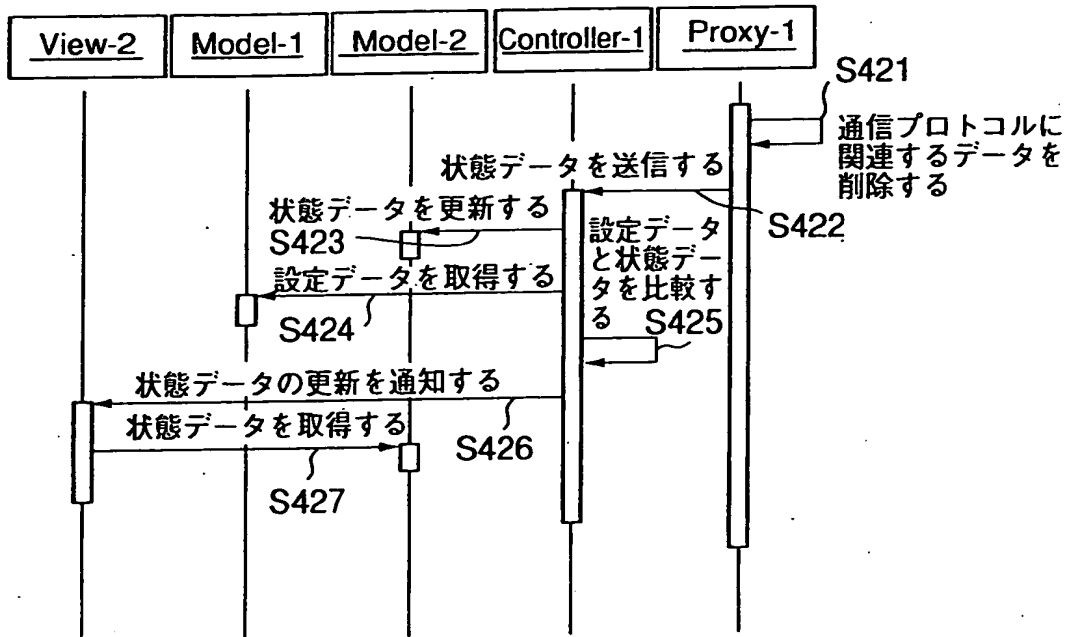 View-2
Model-1
Model-2
Controller-1
Proxy-1
S421
通信プロトコルに
関連するデータを
削除する
状態データを送信する
S422
状態データを更新する
S423
設定データ
と状態デー
タを比較す
る
設定データを取得する
S424
S425
状態データの更新を通知する
S426
状態データを取得する
S427